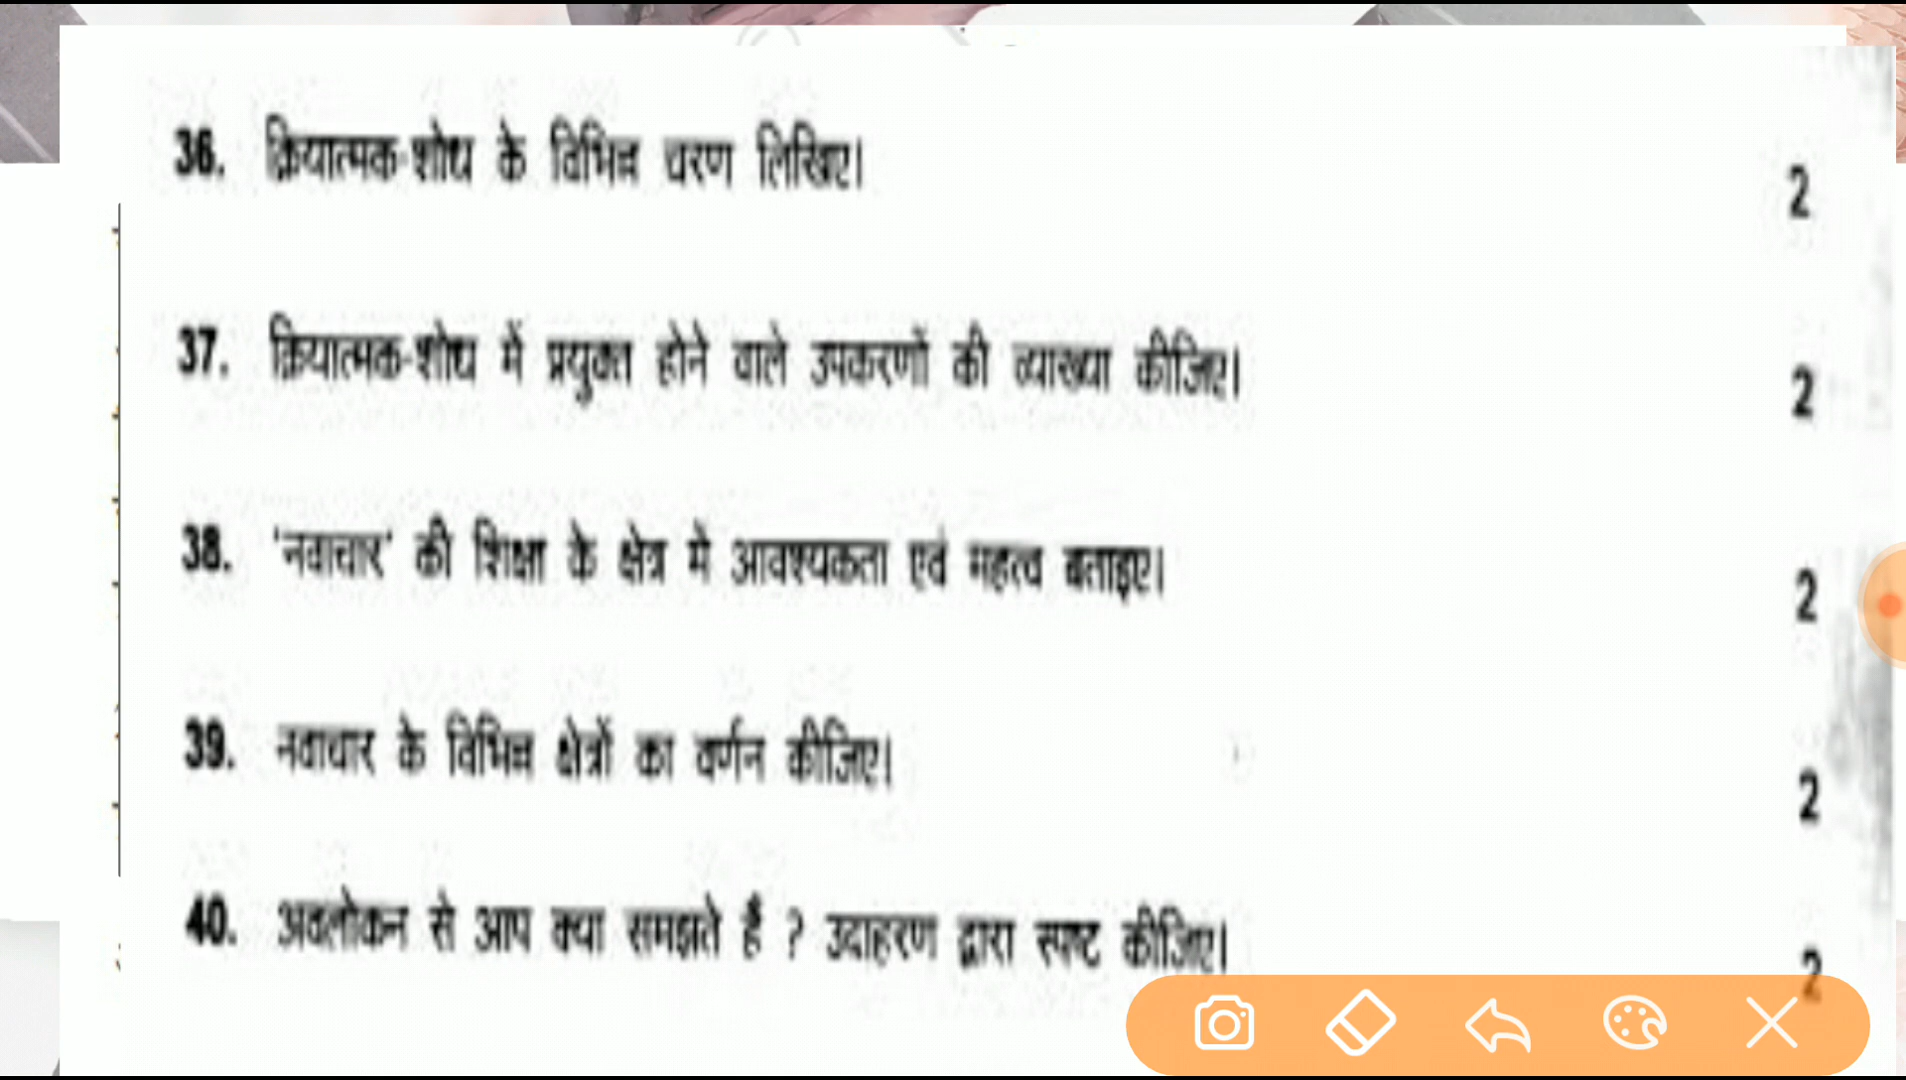 36. क्रियात्मक-शोध के विभिन्न चरण लिखिए। 2
37. क्रियात्मक-शोध में प्रयुक्त होने वाले उपकरणों की व्याख्या कीजिए। 2
38. 'नवाचार' की शिक्षा के क्षेत्र में आवश्यकता एवं महत्व बताइए। 2
39. नवाचार के विभिन्न क्षेत्रों का वर्णन कीजिए। 2
40. अवलोकन से आप क्या समझते हैं ? उदाहरण द्वारा स्पष्ट कीजिए। 2